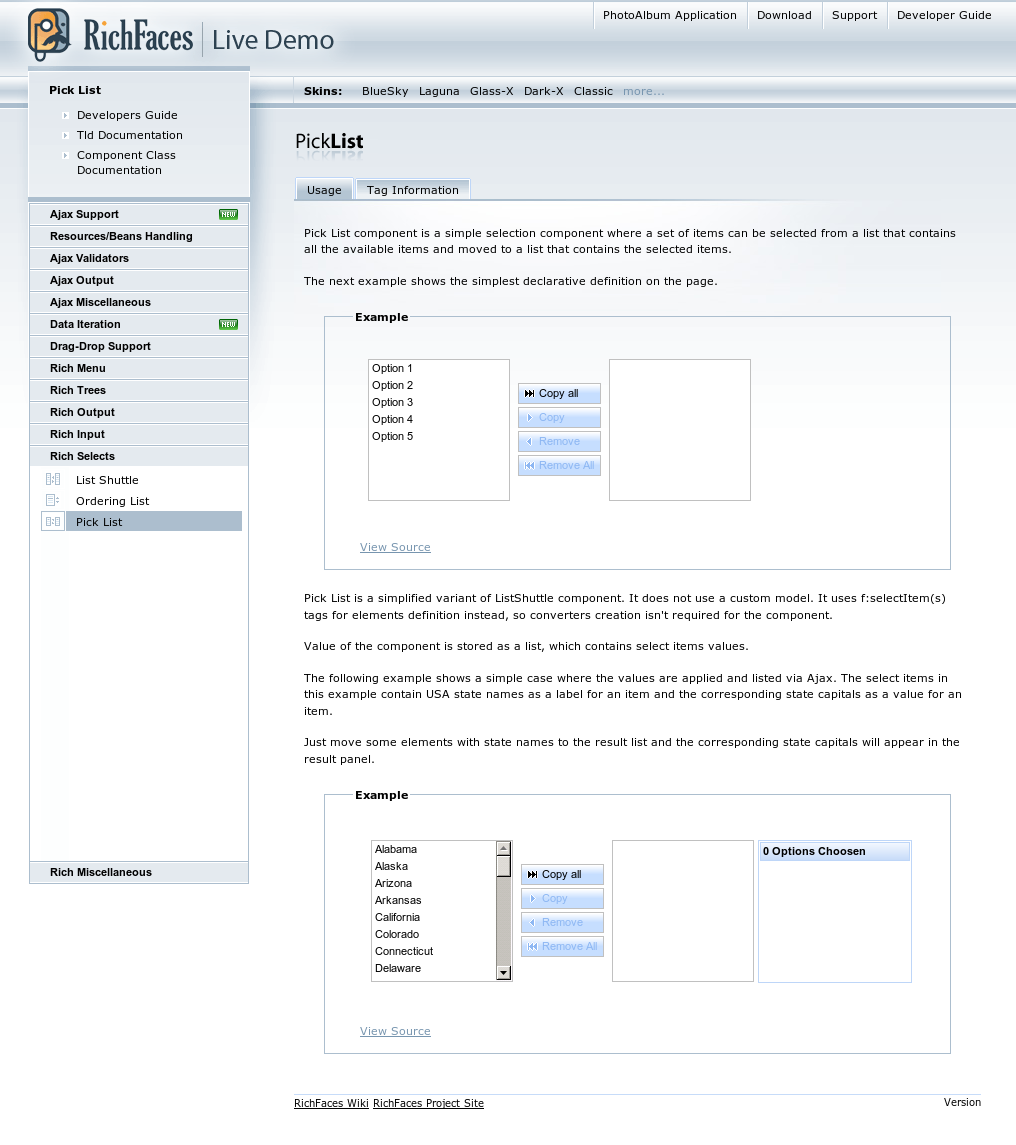 PhotoAlbum Application Download Support Developer Guide
RichFaces Live Demo
Skins: BlueSky Laguna Glass-X Dark-X Classic more...
Pick List
Developers Guide
Tld Documentation
Component Class
Documentation
Ajax Support NEW
Resources/Beans Handling
Ajax Validators
Ajax Output
Ajax Miscellaneous
Data Iteration NEW
Drag-Drop Support
Rich Menu
Rich Trees
Rich Output
Rich Input
Rich Selects
List Shuttle
Ordering List
Pick List
Rich Miscellaneous
PickList
Usage Tag Information
Pick List component is a simple selection component where a set of items can be selected from a list that contains
all the available items and moved to a list that contains the selected items.
The next example shows the simplest declarative definition on the page.
Example
Option 1
Option 2
Option 3
Option 4
Option 5
Copy all
Copy
Remove
Remove All
View Source
Pick List is a simplified variant of ListShuttle component. It does not use a custom model. It uses f:selectItem(s)
tags for elements definition instead, so converters creation isn't required for the component.
Value of the component is stored as a list, which contains select items values.
The following example shows a simple case where the values are applied and listed via Ajax. The select items in
this example contain USA state names as a label for an item and the corresponding state capitals as a value for an
item.
Just move some elements with state names to the result list and the corresponding state capitals will appear in the
result panel.
Example
Alabama
Alaska
Arizona
Arkansas
California
Colorado
Connecticut
Delaware
Copy all
Copy
Remove
Remove All
0 Options Choosen
View Source
RichFaces Wiki RichFaces Project Site Version